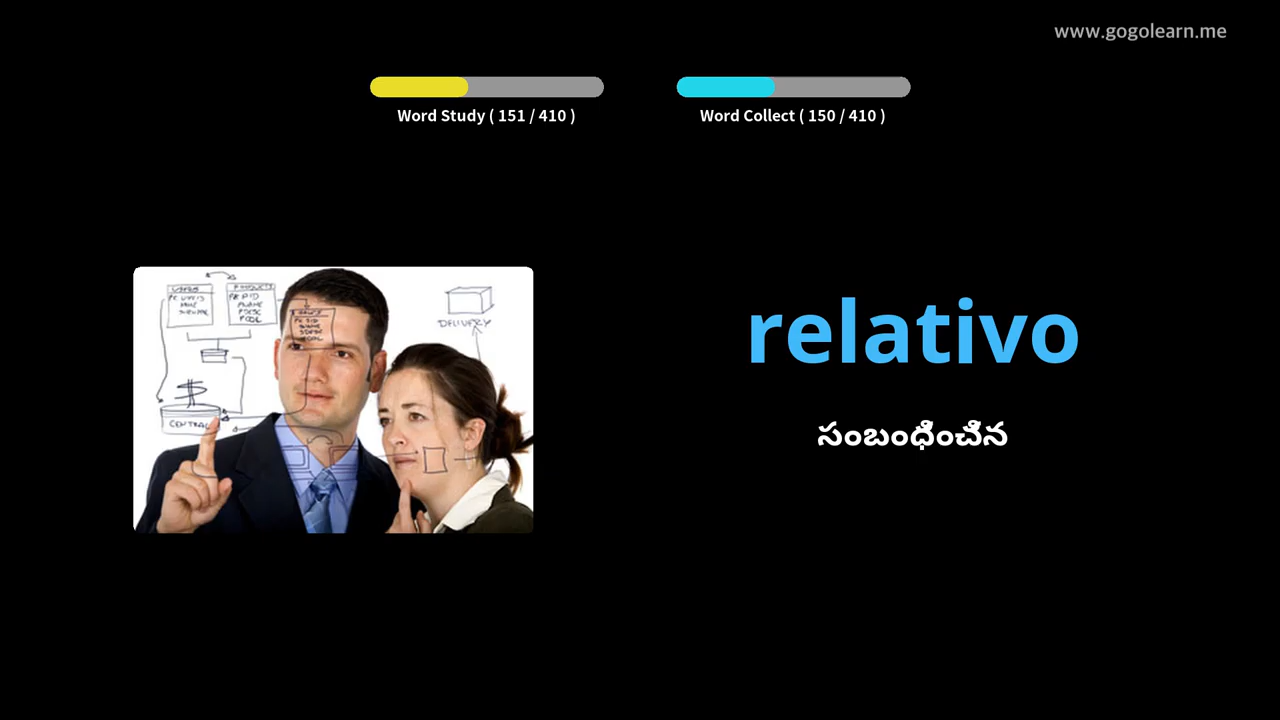 www.gogolearn.me
Word Study ( 151 / 410 )
Word Collect ( 150 / 410 )
DELIVERY
CENTRAL
relativo
సంబంధించిన